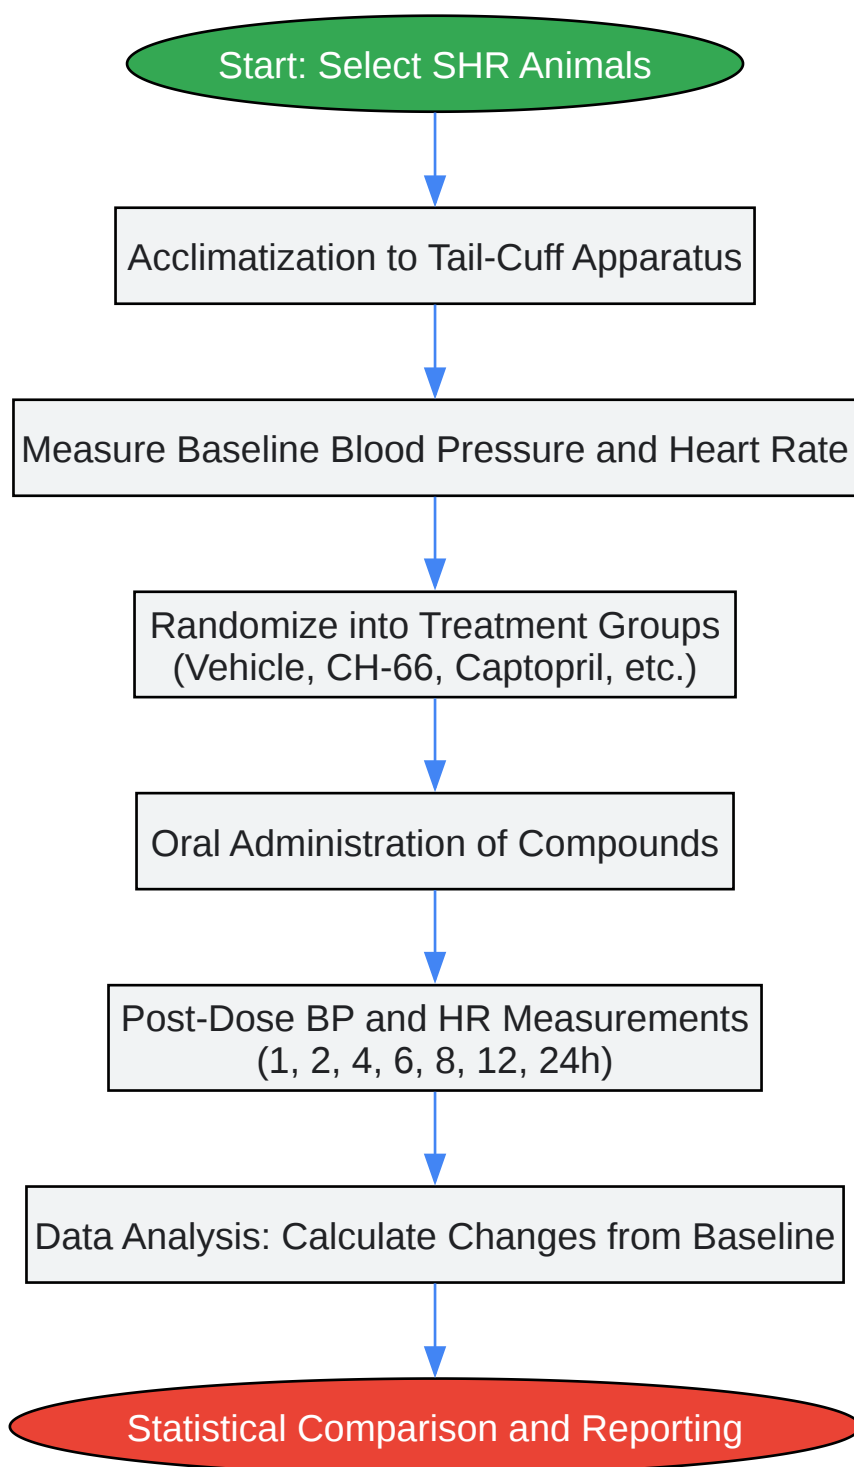 Start: Select SHR Animals
Acclimatization to Tail-Cuff Apparatus
Measure Baseline Blood Pressure and Heart Rate
Randomize into Treatment Groups
(Vehicle, CH-66, Captopril, etc.)
Oral Administration of Compounds
Post-Dose BP and HR Measurements
(1, 2, 4, 6, 8, 12, 24h)
Data Analysis: Calculate Changes from Baseline
Statistical Comparison and Reporting